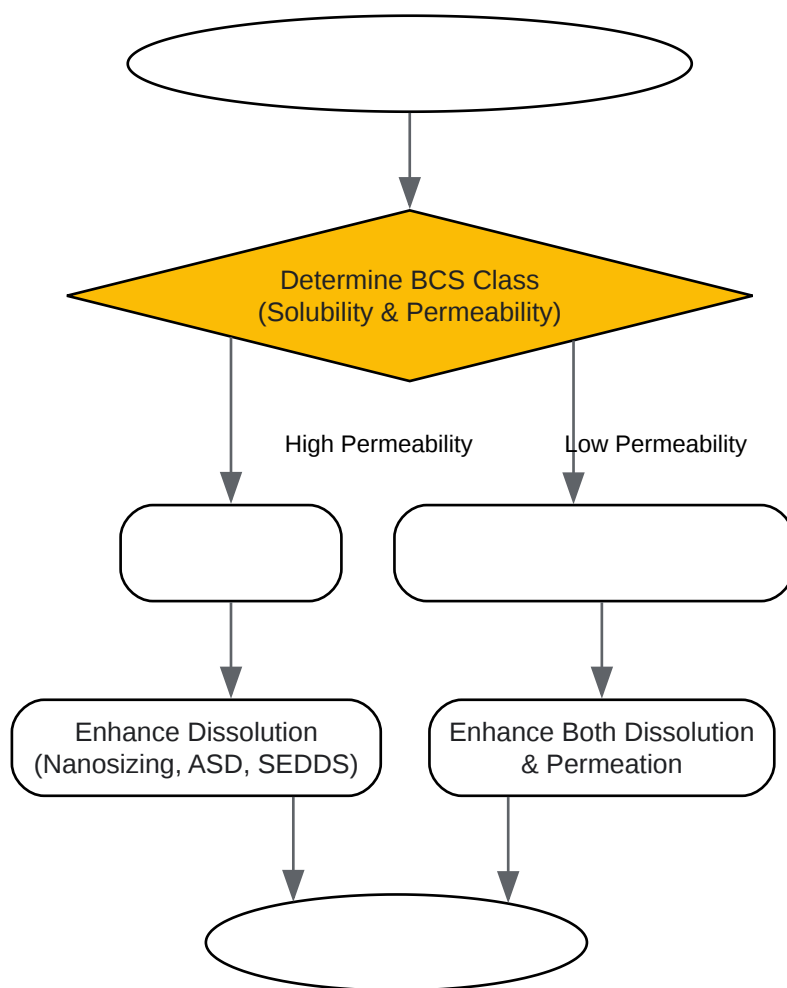 Determine BCS Class
(Solubility & Permeability)
High Permeability
Low Permeability
Enhance Dissolution
(Nanosizing, ASD, SEDDS)
Enhance Both Dissolution
& Permeation